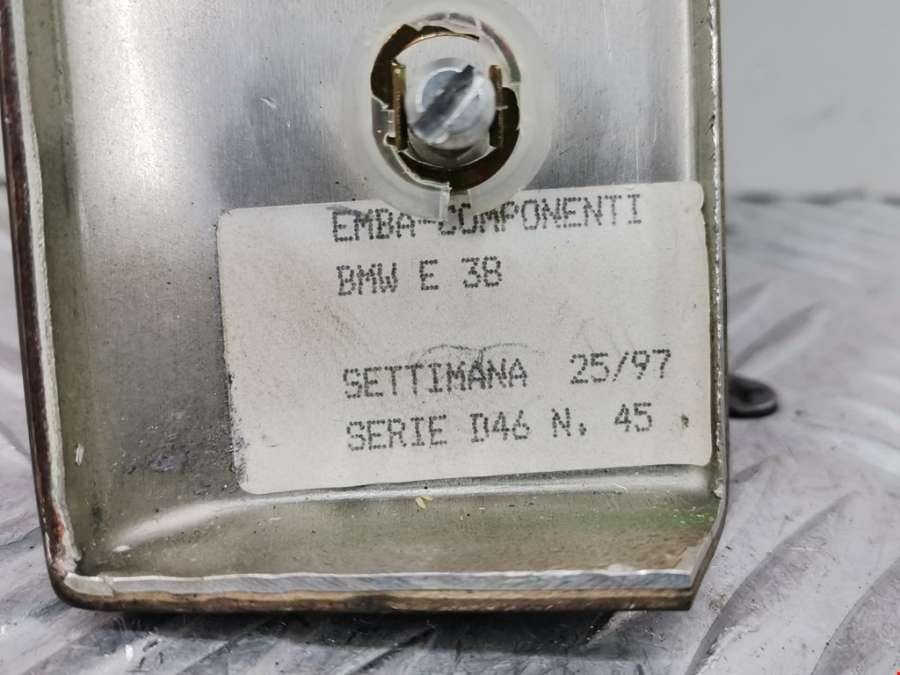 EMBA-COMPONENTI
BMW E 38
SETTIMANA 25/97
SERIE D46 N. 45